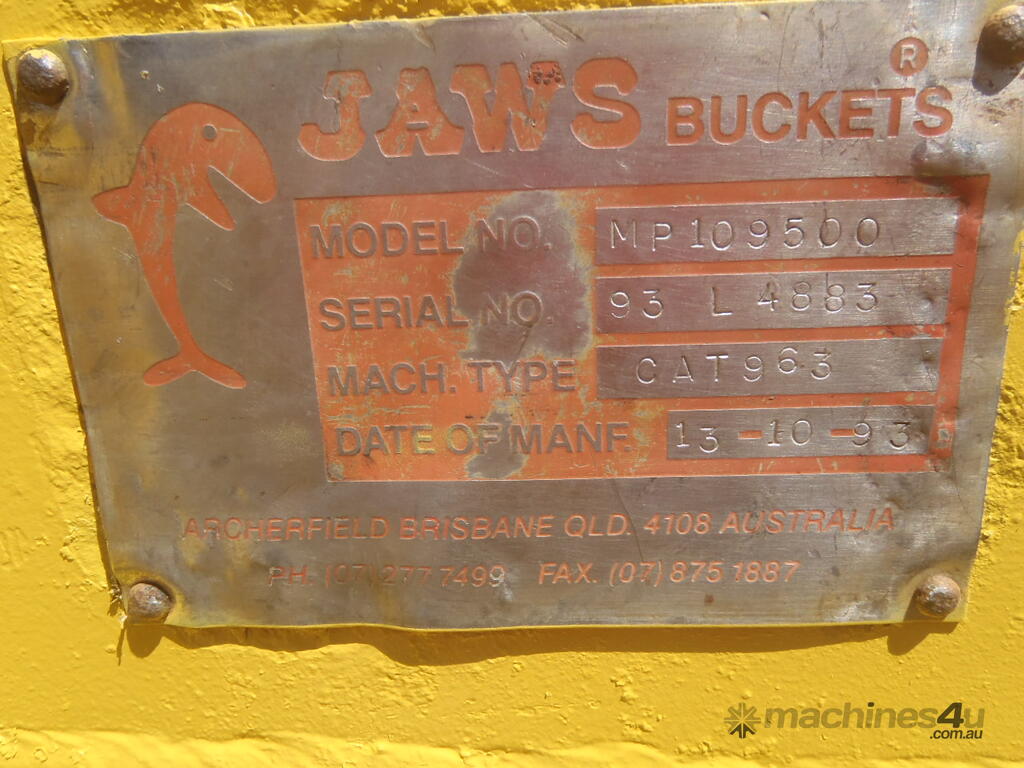 JAWS BUCKETS ®
MODEL NO. MP109500
SERIAL NO. 93 L 4883
MACH. TYPE CAT963
DATE OF MANF. 13-10-93
ARCHERFIELD BRISBANE QLD. 4108 AUSTRALIA
PH. (07) 277 7499 FAX. (07) 875 1887
machines4u
.com.au